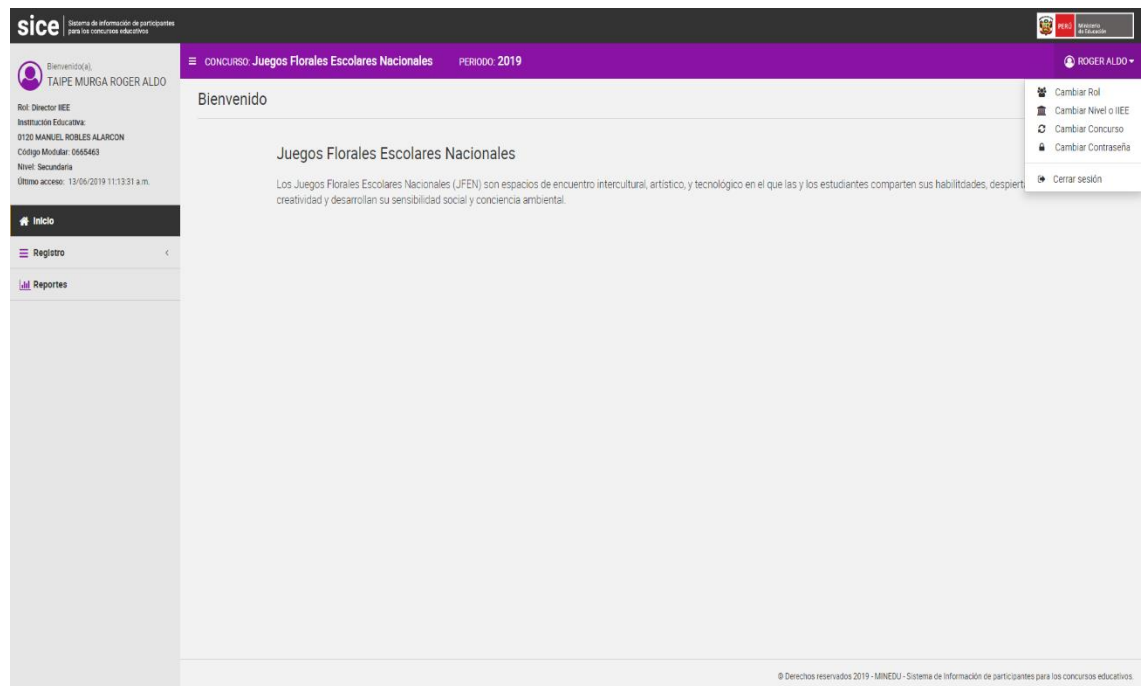 sice Sistema de información de participantes
para los concursos educativos
PERÚ Ministerio
de Educación
Bienvenido(a),
TAIPE MURGA ROGER ALDO
Rol: Director IIEE
Institución Educativa:
0120 MANUEL ROBLES ALARCON
Código Modular: 0665463
Nivel: Secundaria
Último acceso: 13/06/2019 11:13:31 a.m.
Inicio
Registro
Reportes
CONCURSO: Juegos Florales Escolares Nacionales PERIODO: 2019
ROGER ALDO
Cambiar Rol
Cambiar Nivel o IIEE
Cambiar Concurso
Cambiar Contraseña
Cerrar sesión
Bienvenido
Juegos Florales Escolares Nacionales
Los Juegos Florales Escolares Nacionales (JFEN) son espacios de encuentro intercultural, artístico, y tecnológico en el que las y los estudiantes comparten sus habilitdades, despiert
creatividad y desarrollan su sensibilidad social y conciencia ambiental.
© Derechos reservados 2019 - MINEDU - Sistema de Información de participantes para los concursos educativos.